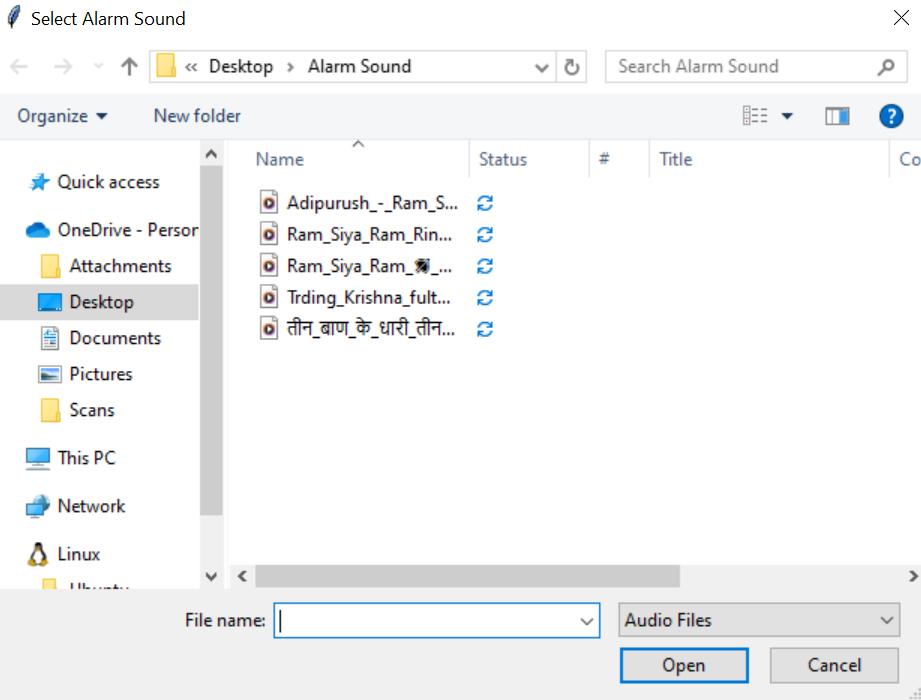 Select Alarm Sound
« Desktop › Alarm Sound
Search Alarm Sound
Organize
New folder
Name
Status
#
Title
Co
Quick access
OneDrive - Person
Attachments
Desktop
Documents
Pictures
Scans
This PC
Network
Linux
Ubuntu
Adipurush_-_Ram_S...
Ram_Siya_Ram_Rin...
Ram_Siya_Ram_🏹_...
Trding_Krishna_fult...
तीन_बाण_के_धारी_तीन...
File name:
Audio Files
Open
Cancel